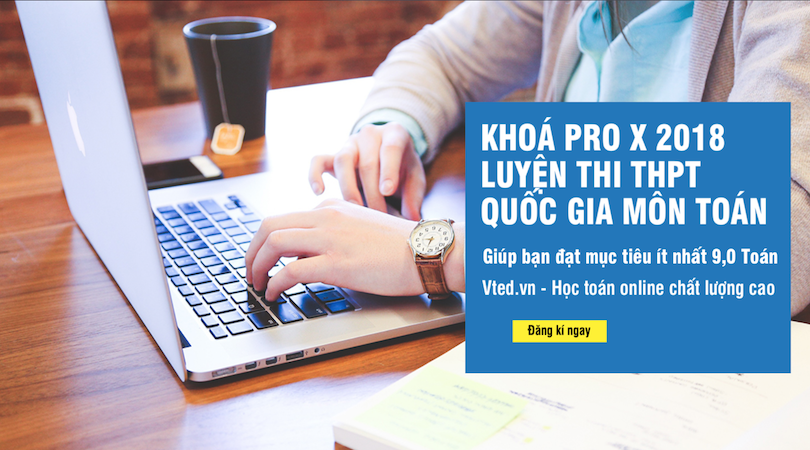 KHOÁ PRO X 2018
LUYỆN THI THPT
QUỐC GIA MÔN TOÁN
Giúp bạn đạt mục tiêu ít nhất 9,0 Toán
Vted.vn - Học toán online chất lượng cao
Đăng kí ngay